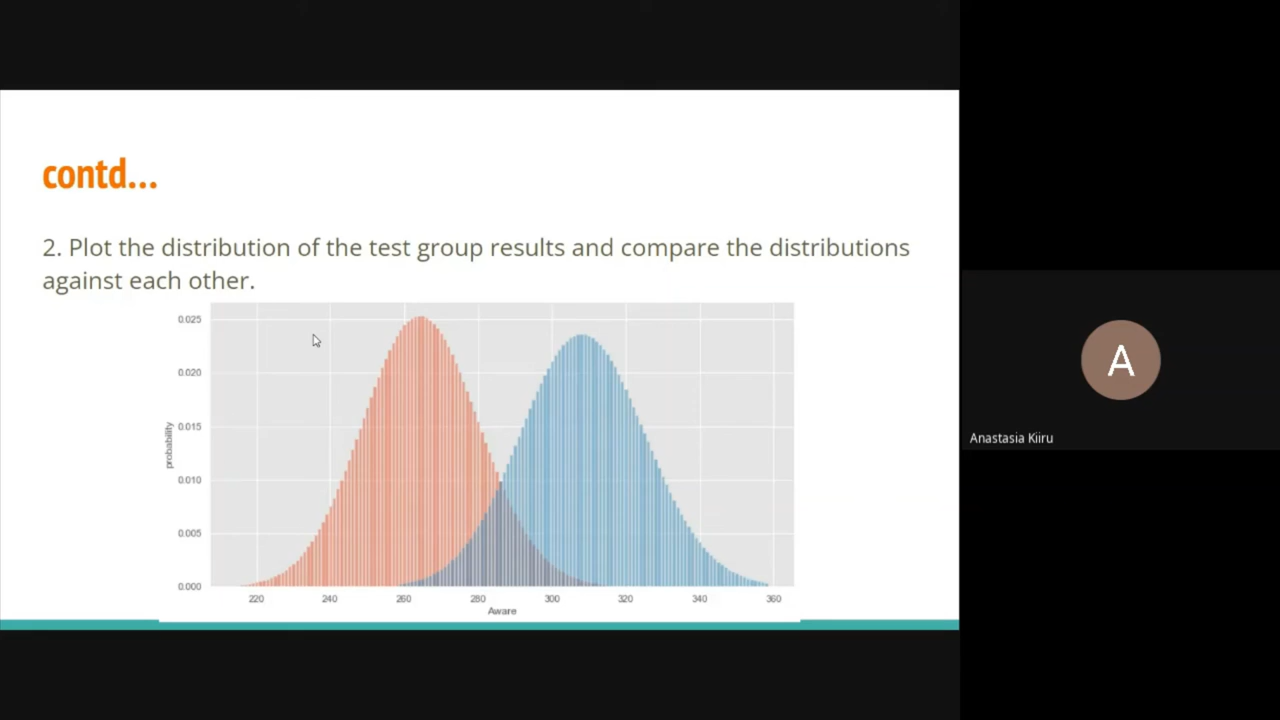 contd...
2. Plot the distribution of the test group results and compare the distributions
against each other.
0.025
0.020
0.015
0.010
0.005
0.000
probability
220 240 260 280 300 320 340 360
Aware
A
Anastasia Kiiru